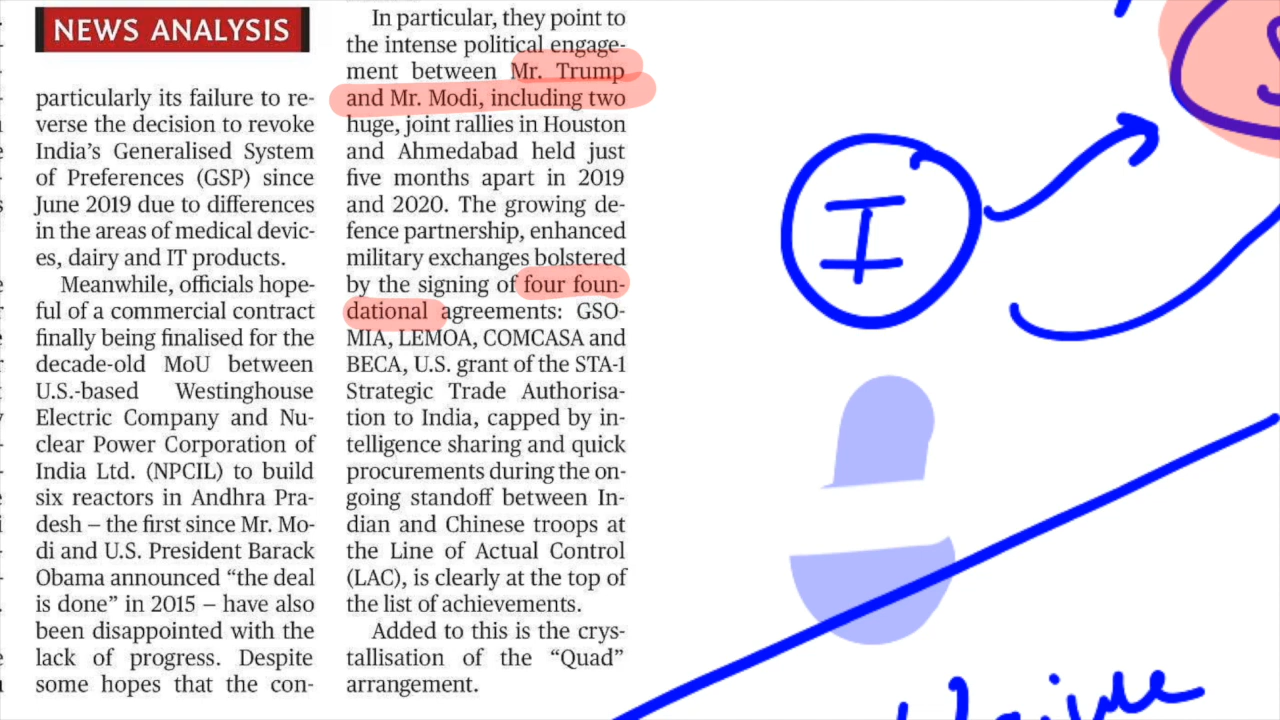 NEWS ANALYSIS
particularly its failure to re-
verse the decision to revoke
India's Generalised System
of Preferences (GSP) since
June 2019 due to differences
in the areas of medical devic-
es, dairy and IT products.
Meanwhile, officials hope-
ful of a commercial contract
finally being finalised for the
decade-old MoU between
U.S.-based Westinghouse
Electric Company and Nu-
clear Power Corporation of
India Ltd. (NPCIL) to build
six reactors in Andhra Pra-
desh – the first since Mr. Mo-
di and U.S. President Barack
Obama announced “the deal
is done” in 2015 – have also
been disappointed with the
lack of progress. Despite
some hopes that the con-
In particular, they point to
the intense political engage-
ment between Mr. Trump
and Mr. Modi, including two
huge, joint rallies in Houston
and Ahmedabad held just
five months apart in 2019
and 2020. The growing de-
fence partnership, enhanced
military exchanges bolstered
by the signing of four foun-
dational agreements: GSO-
MIA, LEMOA, COMCASA and
BECA, U.S. grant of the STA-1
Strategic Trade Authorisa-
tion to India, capped by in-
telligence sharing and quick
procurements during the on-
going standoff between In-
dian and Chinese troops at
the Line of Actual Control
(LAC), is clearly at the top of
the list of achievements.
Added to this is the crys-
tallisation of the “Quad”
arrangement.
I